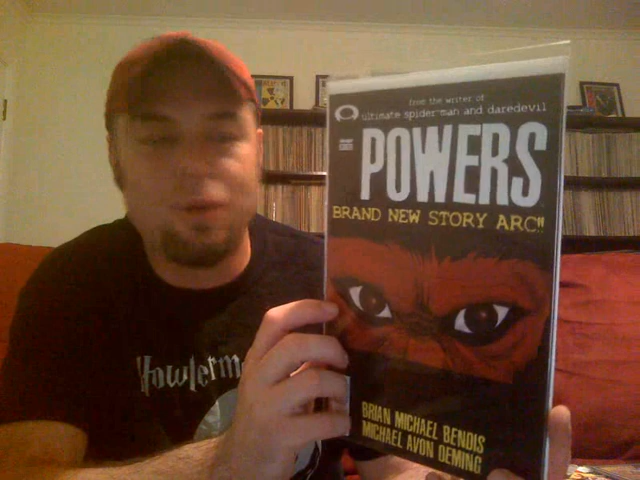 from the writer of
ultimate spider-man and daredevil
POWERS
BRAND NEW STORY ARC!!
BRIAN MICHAEL BENDIS
MICHAEL AVON OEMING
Howlerm